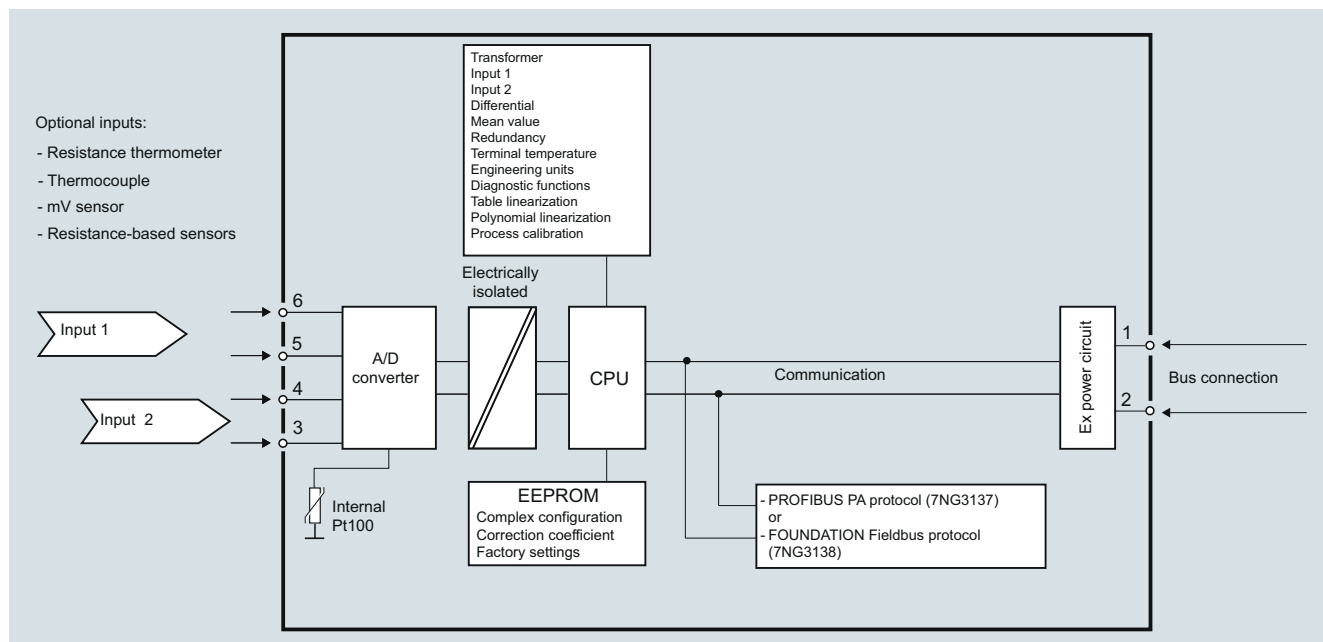 Transformer
Input 1
Input 2
Differential
Mean value
Redundancy
Terminal temperature
Engineering units
Diagnostic functions
Table linearization
Polynomial linearization
Process calibration
Optional inputs:
- Resistance thermometer
- Thermocouple
- mV sensor
- Resistance-based sensors
Electrically
isolated
Input 1
Input 2
6
5
4
3
A/D
converter
CPU
Communication
Ex power circuit
1
2
Bus connection
Internal
Pt100
EEPROM
Complex configuration
Correction coefficient
Factory settings
- PROFIBUS PA protocol (7NG3137)
or
- FOUNDATION Fieldbus protocol
(7NG3138)